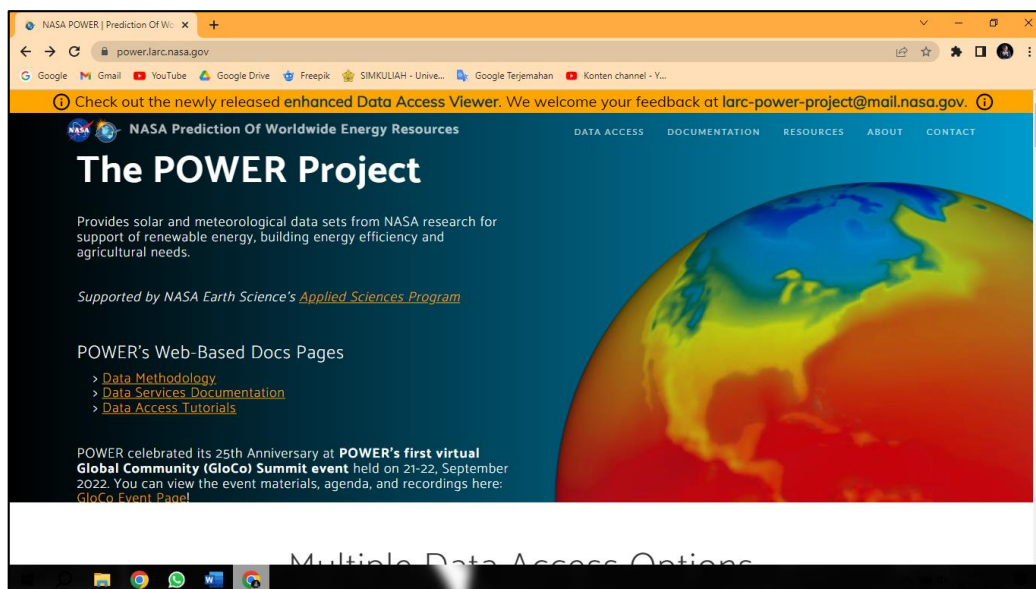 NASA POWER | Prediction Of Wo
power.larc.nasa.gov
Google Gmail YouTube Google Drive Freepik SIMKULIAH - Unive... Google Terjemahan Konten channel - Y...
Check out the newly released enhanced Data Access Viewer. We welcome your feedback at larc-power-project@mail.nasa.gov.
NASA NASA Prediction Of Worldwide Energy Resources DATA ACCESS DOCUMENTATION RESOURCES ABOUT CONTACT
The POWER Project
Provides solar and meteorological data sets from NASA research for
support of renewable energy, building energy efficiency and
agricultural needs.
Supported by NASA Earth Science's Applied Sciences Program
POWER's Web-Based Docs Pages
> Data Methodology
> Data Services Documentation
> Data Access Tutorials
POWER celebrated its 25th Anniversary at POWER's first virtual
Global Community (GloCo) Summit event held on 21-22, September
2022. You can view the event materials, agenda, and recordings here:
GloCo Event Page!
Multiple Data Access Options